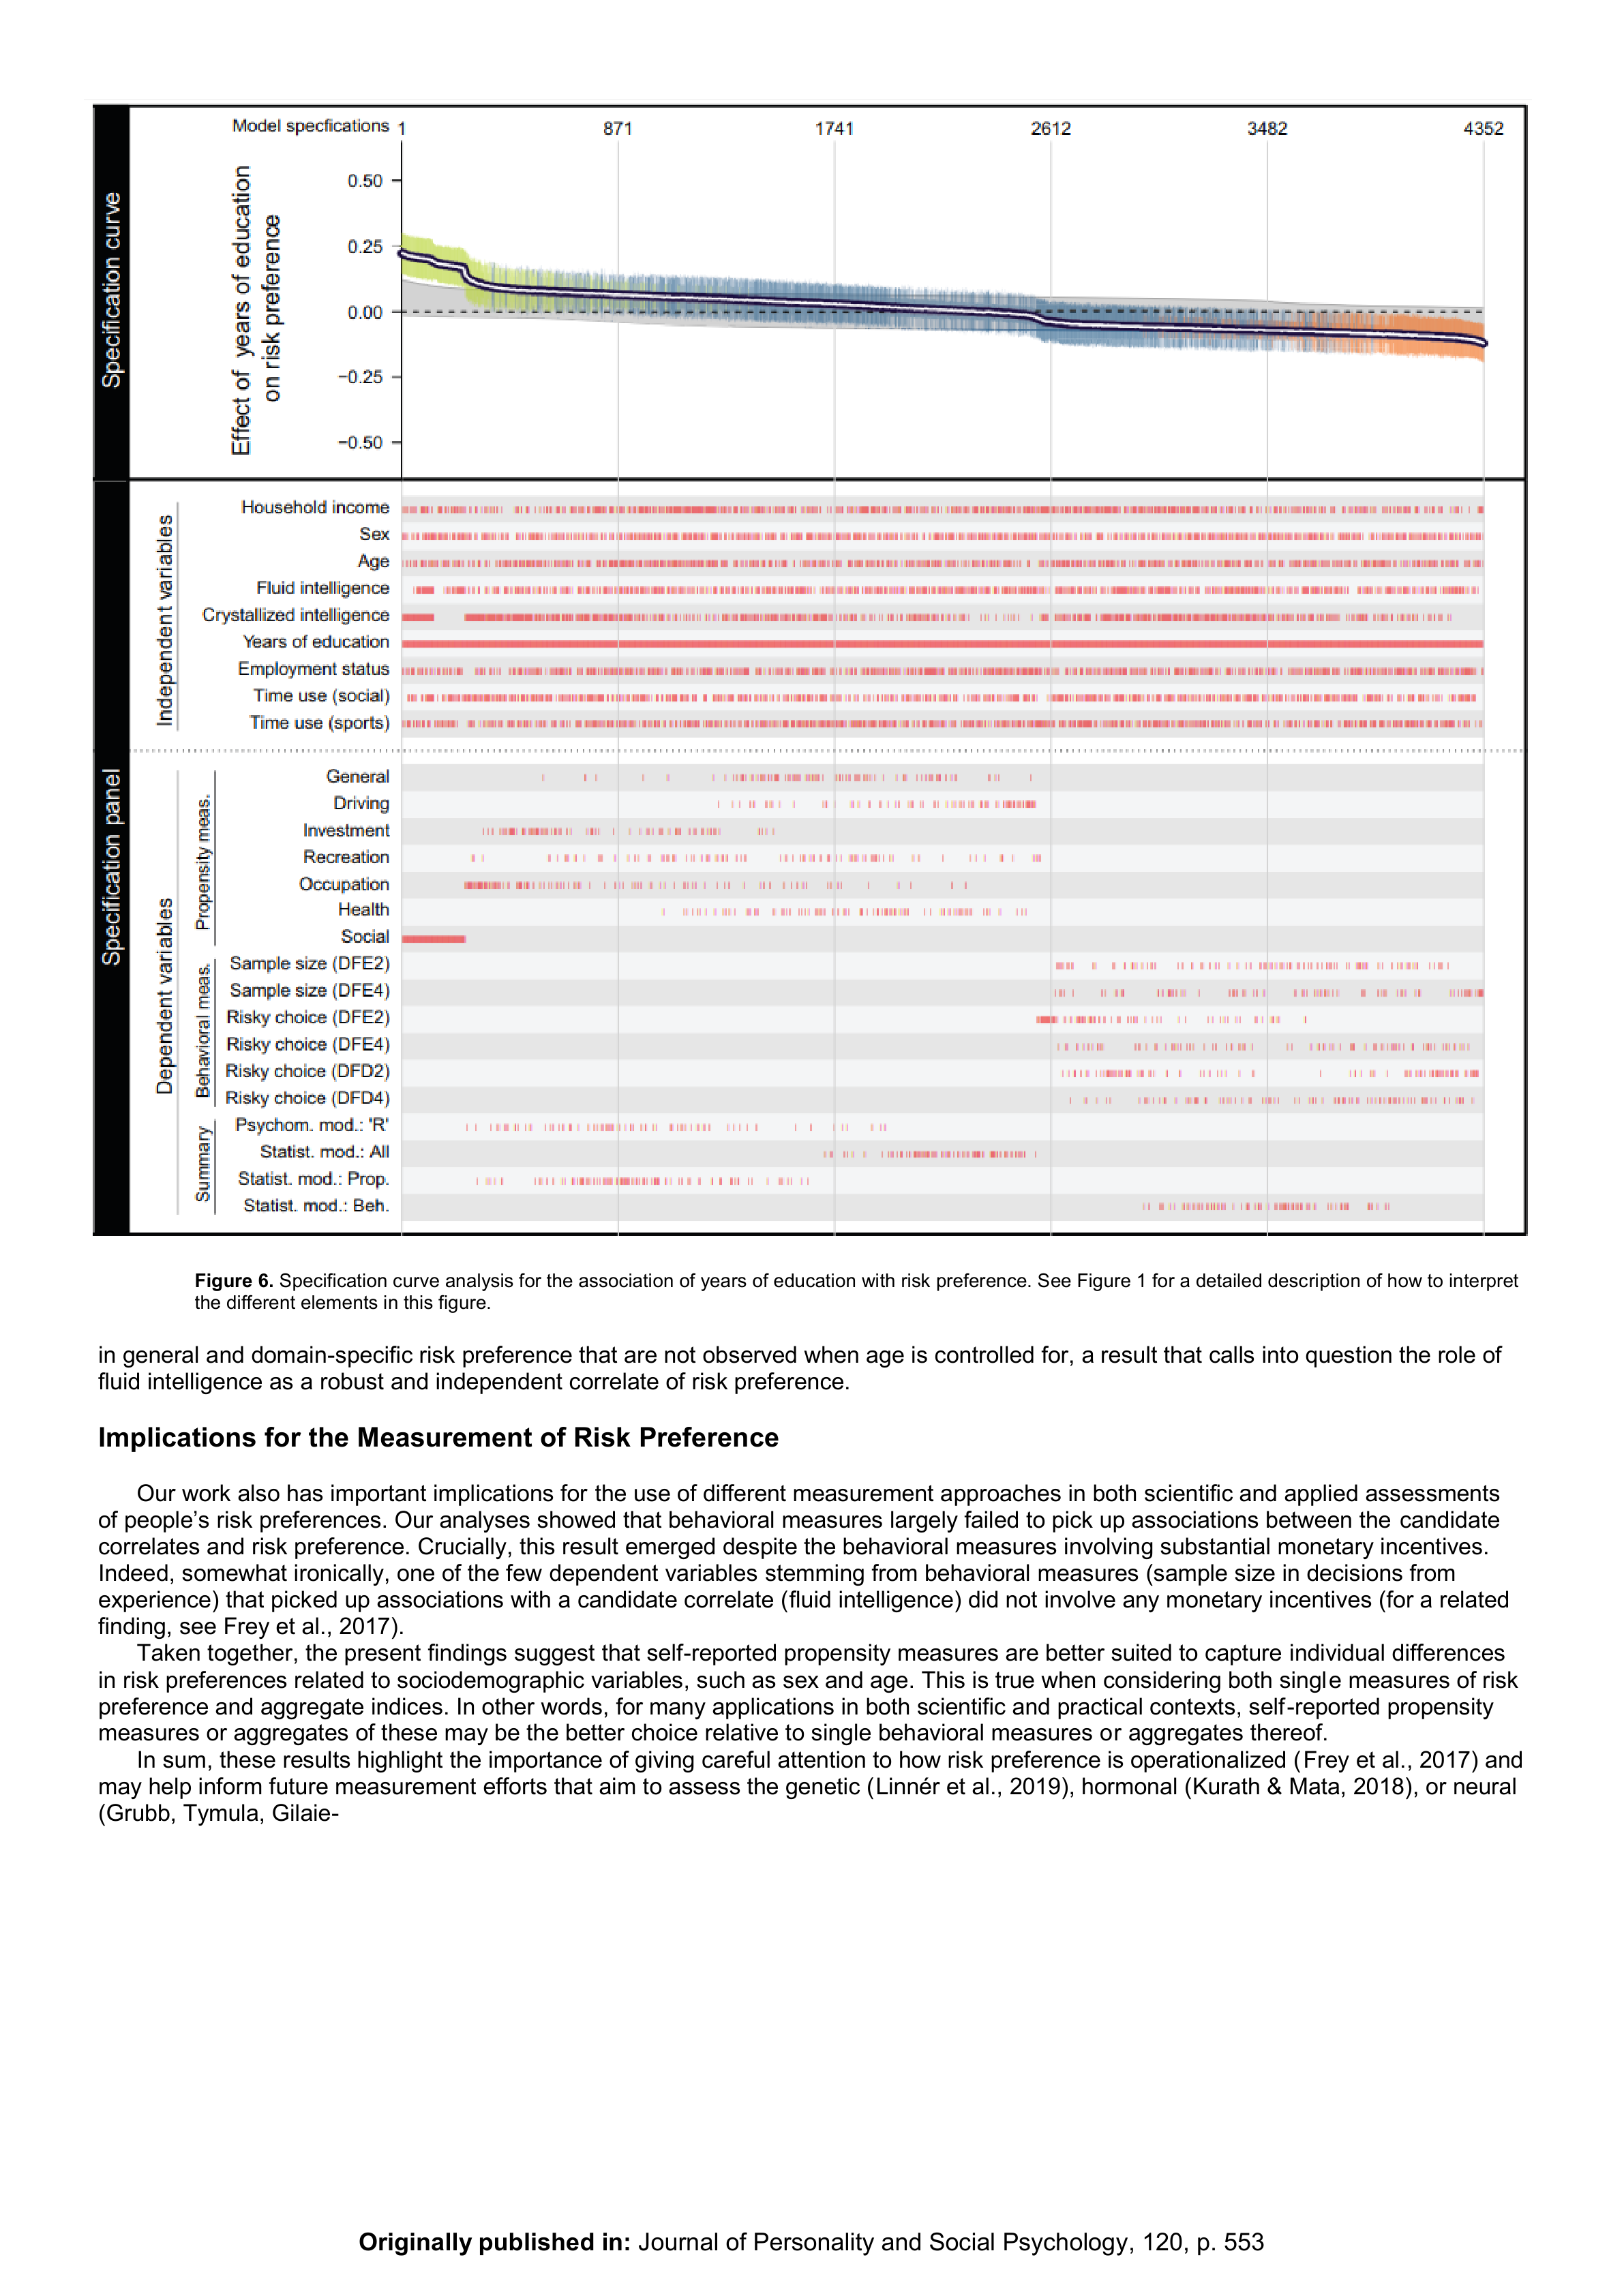 Model specfications 1 871 1741 2612 3482 4352
Specification curve
Effect of years of education
on risk preference
0.50
0.25
0.00
−0.25
−0.50
Specification panel
Independent variables
Household income
Sex
Age
Fluid intelligence
Crystallized intelligence
Years of education
Employment status
Time use (social)
Time use (sports)
Dependent variables
Propensity meas.
General
Driving
Investment
Recreation
Occupation
Health
Social
Behavioral meas.
Sample size (DFE2)
Sample size (DFE4)
Risky choice (DFE2)
Risky choice (DFE4)
Risky choice (DFD2)
Risky choice (DFD4)
Summary
Psychom. mod.: 'R'
Statist. mod.: All
Statist. mod.: Prop.
Statist. mod.: Beh.
Figure 6. Specification curve analysis for the association of years of education with risk preference. See Figure 1 for a detailed description of how to interpret
the different elements in this figure.
in general and domain-specific risk preference that are not observed when age is controlled for, a result that calls into question the role of
fluid intelligence as a robust and independent correlate of risk preference.
Implications for the Measurement of Risk Preference
Our work also has important implications for the use of different measurement approaches in both scientific and applied assessments
of people’s risk preferences. Our analyses showed that behavioral measures largely failed to pick up associations between the candidate
correlates and risk preference. Crucially, this result emerged despite the behavioral measures involving substantial monetary incentives.
Indeed, somewhat ironically, one of the few dependent variables stemming from behavioral measures (sample size in decisions from
experience) that picked up associations with a candidate correlate (fluid intelligence) did not involve any monetary incentives (for a related
finding, see Frey et al., 2017).
Taken together, the present findings suggest that self-reported propensity measures are better suited to capture individual differences
in risk preferences related to sociodemographic variables, such as sex and age. This is true when considering both single measures of risk
preference and aggregate indices. In other words, for many applications in both scientific and practical contexts, self-reported propensity
measures or aggregates of these may be the better choice relative to single behavioral measures or aggregates thereof.
In sum, these results highlight the importance of giving careful attention to how risk preference is operationalized (Frey et al., 2017) and
may help inform future measurement efforts that aim to assess the genetic (Linnér et al., 2019), hormonal (Kurath & Mata, 2018), or neural
(Grubb, Tymula, Gilaie-
Originally published in: Journal of Personality and Social Psychology, 120, p. 553